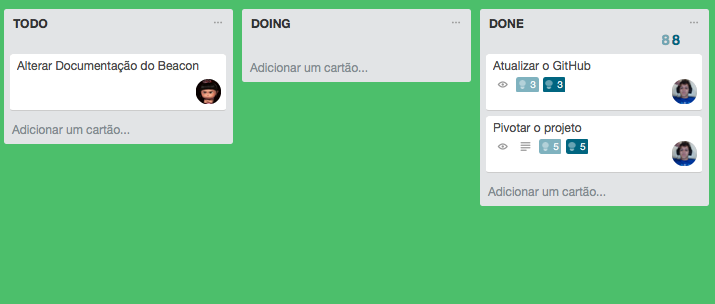 TODO
Alterar Documentação do Beacon
Adicionar um cartão...
DOING
Adicionar um cartão...
DONE
8 8
Atualizar o GitHub
3 3
Pivotar o projeto
5 5
Adicionar um cartão...